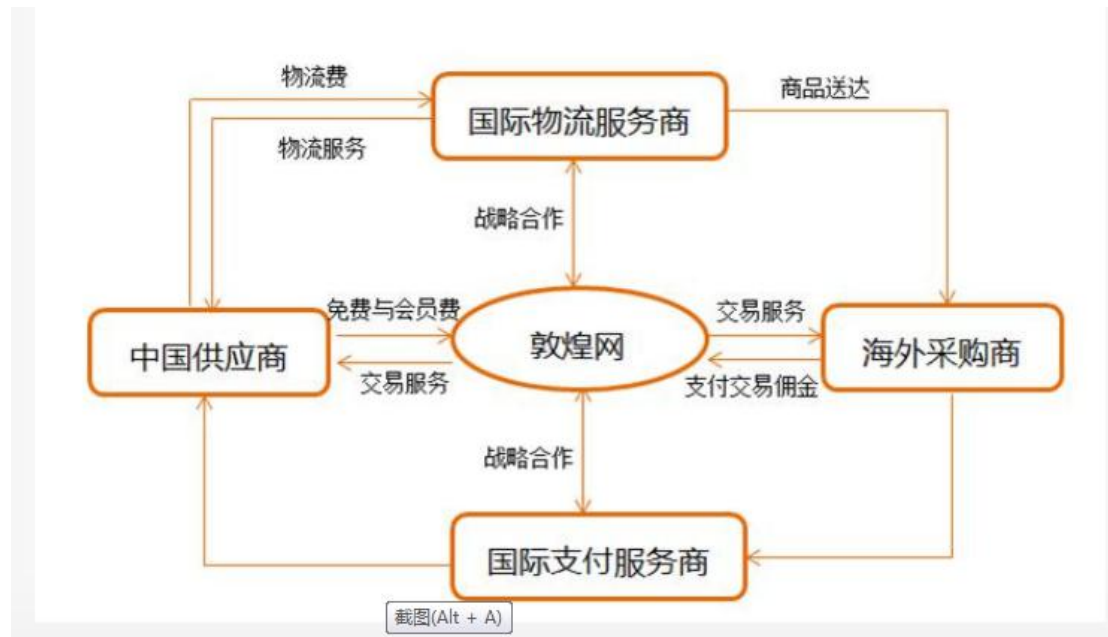 物流费
国际物流服务商
商品送达
物流服务
战略合作
免费与会员费
交易服务
中国供应商
敦煌网
海外采购商
交易服务
支付交易佣金
战略合作
国际支付服务商
截图(Alt + A)